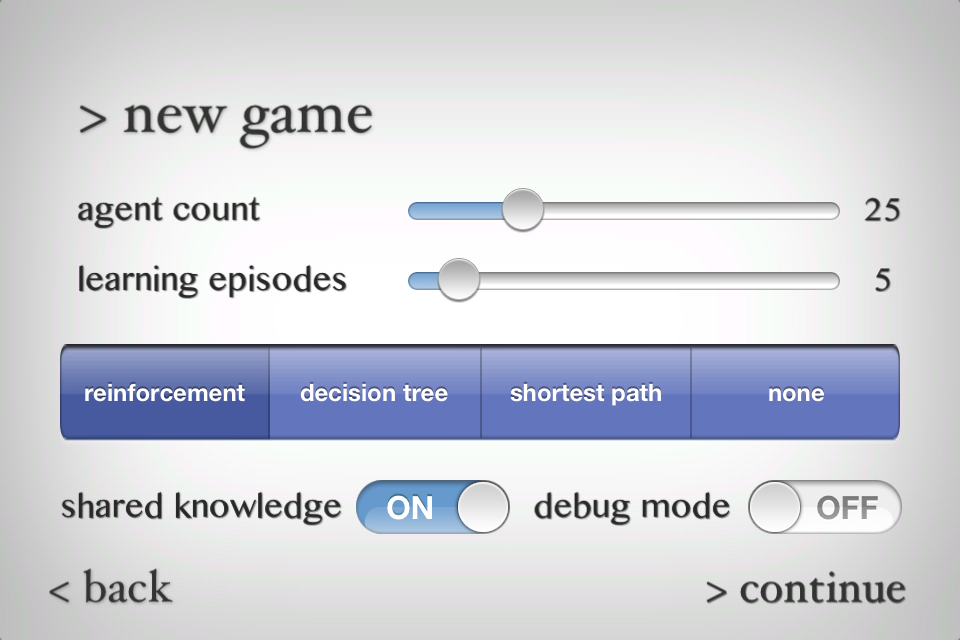 > new game
agent count 25
learning episodes 5
reinforcement decision tree shortest path none
shared knowledge ON debug mode OFF
< back > continue